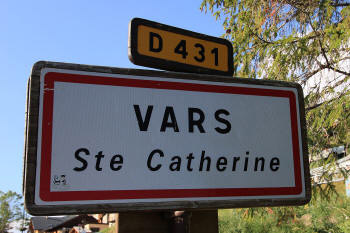 D 431
VARS
Ste Catherine